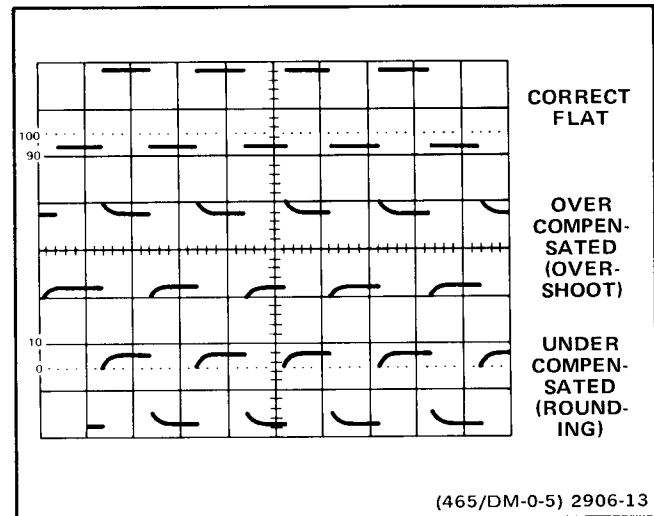 CORRECT
FLAT
100
90
OVER
COMPEN-
SATED
(OVER-
SHOOT)
10
0
UNDER
COMPEN-
SATED
(ROUND-
ING)
(465/DM-0-5) 2906-13